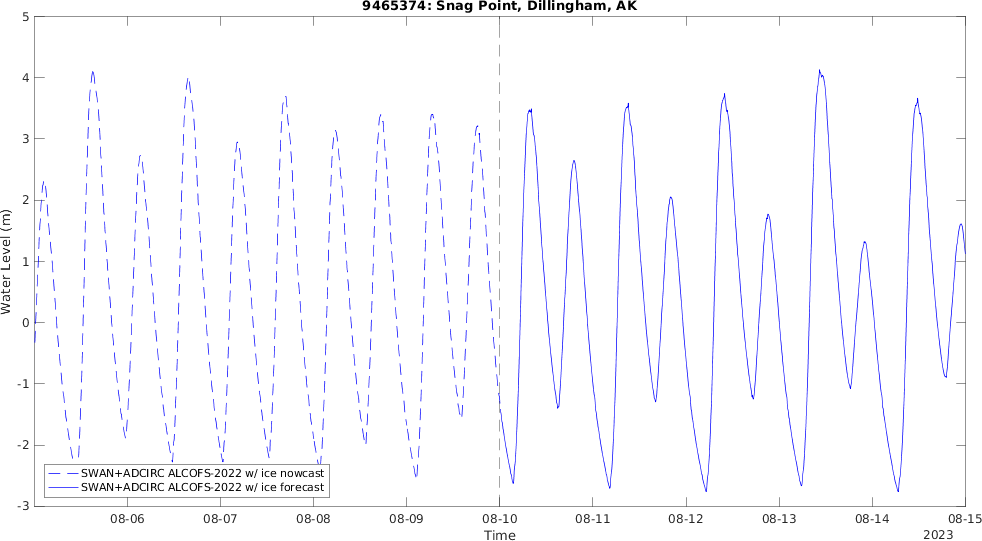 9465374: Snag Point, Dillingham, AK
5
4
3
2
1
0
-1
-2
-3
Water Level (m)
SWAN+ADCIRC ALCOFS-2022 w/ ice nowcast
SWAN+ADCIRC ALCOFS-2022 w/ ice forecast
08-06 08-07 08-08 08-09 08-10 08-11 08-12 08-13 08-14 08-15
Time
2023